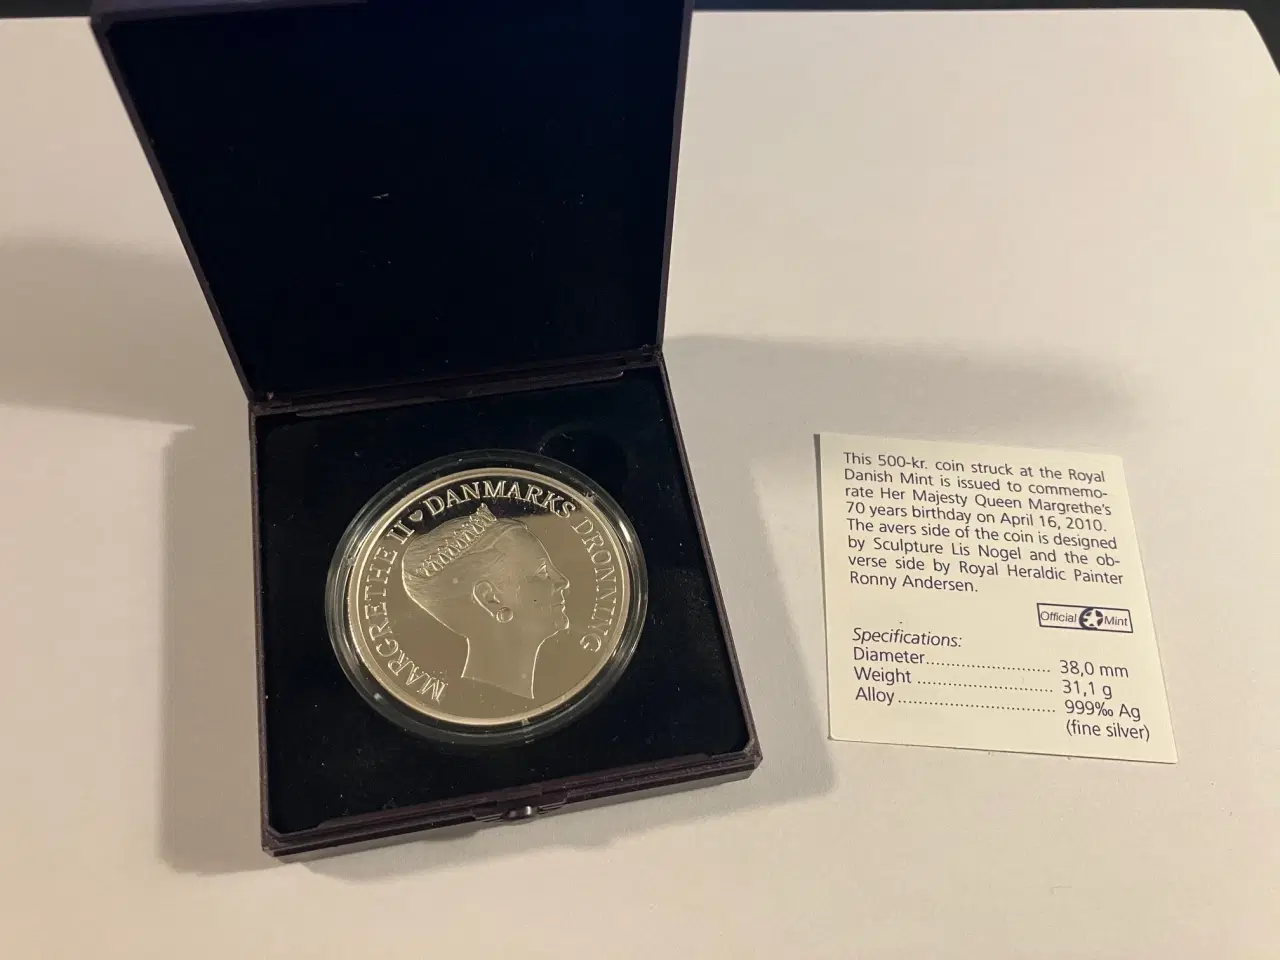 MARGRETHE II ♥ DANMARKS DRONNING
This 500-kr. coin struck at the Royal
Danish Mint is issued to commemo-
rate Her Majesty Queen Margrethe's
70 years birthday on April 16, 2010.
The avers side of the coin is designed
by Sculpture Lis Nogel and the ob-
verse side by Royal Heraldic Painter
Ronny Andersen.
Official Mint
Specifications:
Diameter........................ 38,0 mm
Weight .......................... 31,1 g
Alloy.............................. 999‰ Ag
(fine silver)